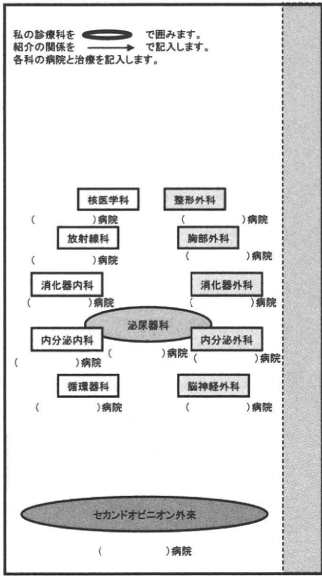 私の診療科を　　　で囲みます。
紹介の関係を　　　で記入します。
各科の病院と治療を記入します。
核医学科　整形外科
（　　　　）病院　（　　　　）病院
放射線科　胸部外科
（　　　　）病院　（　　　　）病院
消化器内科　消化器外科
（　　　　）病院　（　　　　）病院
泌尿器科
内分泌内科　（　　　　）病院　内分泌外科
（　　　　）病院　（　　　　）病院
循環器科　脳神経外科
（　　　　）病院　（　　　　）病院
セカンドオピニオン外来
（　　　　）病院